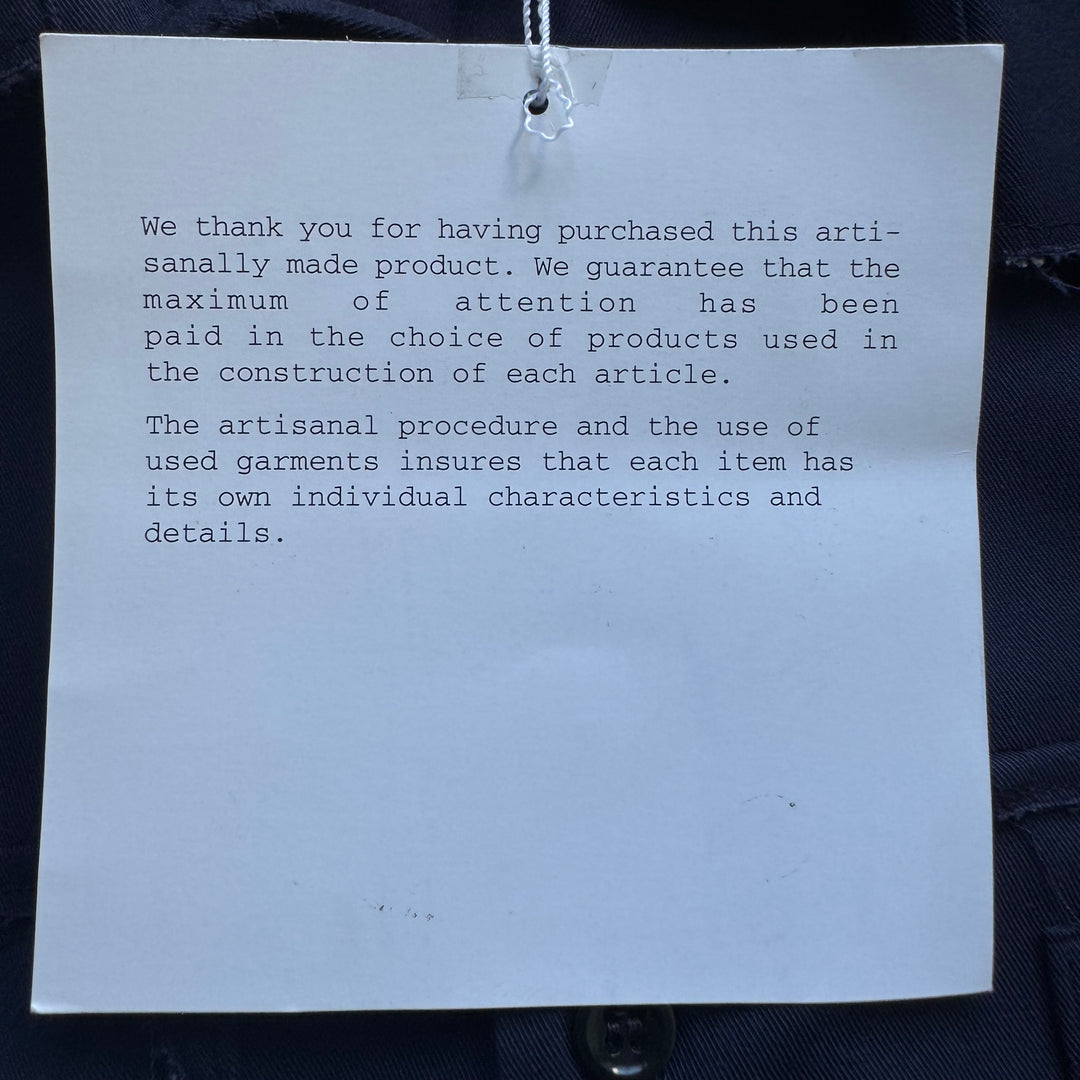 We thank you for having purchased this arti-
sanally made product. We guarantee that the
maximum of attention has been
paid in the choice of products used in
the construction of each article.
The artisanal procedure and the use of
used garments insures that each item has
its own individual characteristics and
details.